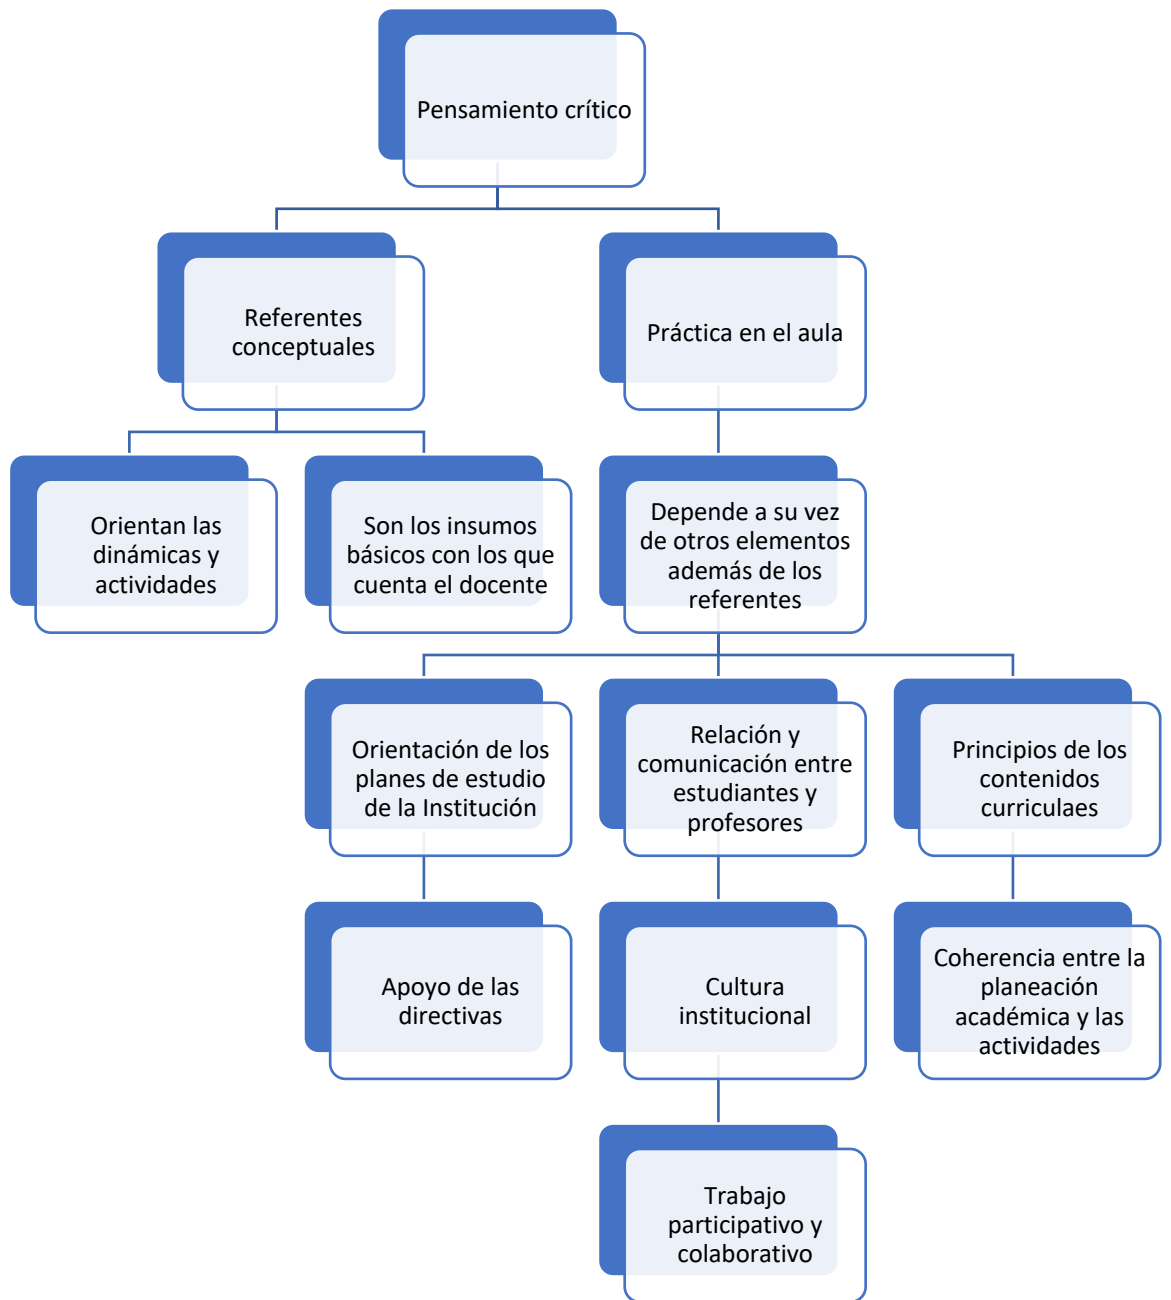 Pensamiento crítico
Referentes
conceptuales
Práctica en el aula
Orientan las
dinámicas y
actividades
Son los insumos
básicos con los que
cuenta el docente
Depende a su vez
de otros elementos
además de los
referentes
Orientación de los
planes de estudio
de la Institución
Relación y
comunicación entre
estudiantes y
profesores
Principios de los
contenidos
curriculaes
Apoyo de las
directivas
Cultura
institucional
Coherencia entre la
planeación
académica y las
actividades
Trabajo
participativo y
colaborativo